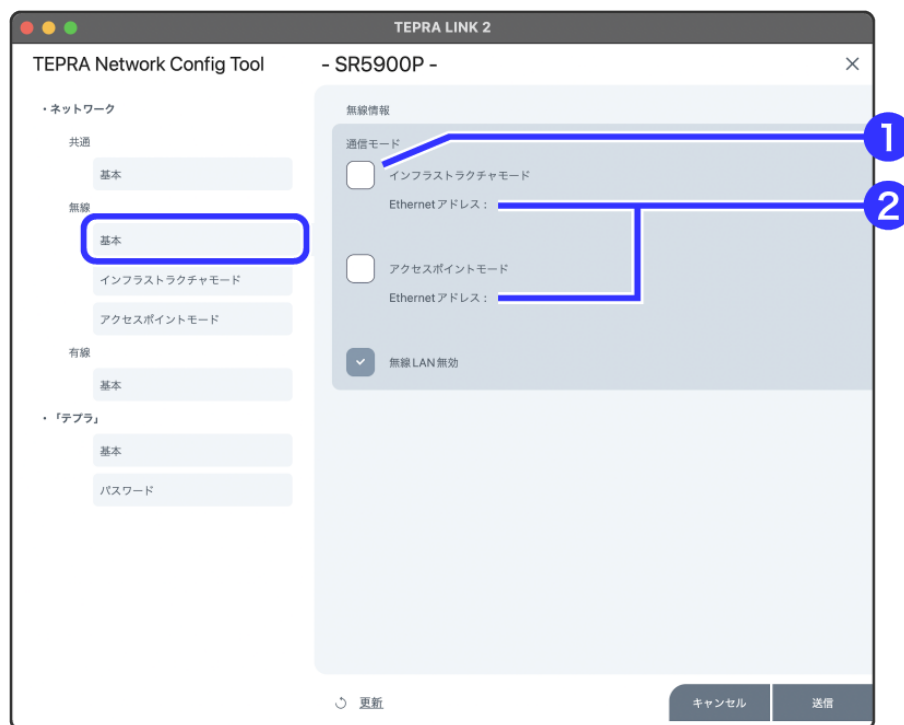 TEPRA LINK 2
TEPRA Network Config Tool
- SR5900P -
・ネットワーク
共通
基本
無線
基本
インフラストラクチャモード
アクセスポイントモード
有線
基本
・「テプラ」
基本
パスワード
無線情報
通信モード
インフラストラクチャモード
Ethernetアドレス：
アクセスポイントモード
Ethernetアドレス：
無線LAN無効
1
2
更新
キャンセル
送信